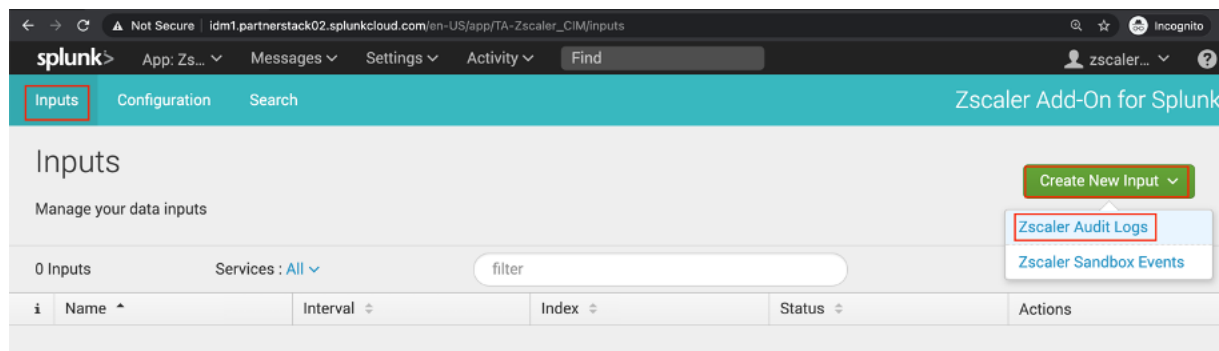 Not Secure idm1.partnerstack02.splunkcloud.com/en-US/app/TA-Zscaler_CIM/inputs Incognito
splunk> App: Zs... Messages Settings Activity Find zscaler... ?
Inputs Configuration Search Zscaler Add-On for Splunk
Inputs
Create New Input
Manage your data inputs
Zscaler Audit Logs
Zscaler Sandbox Events
0 Inputs Services : All filter
i Name Interval Index Status Actions